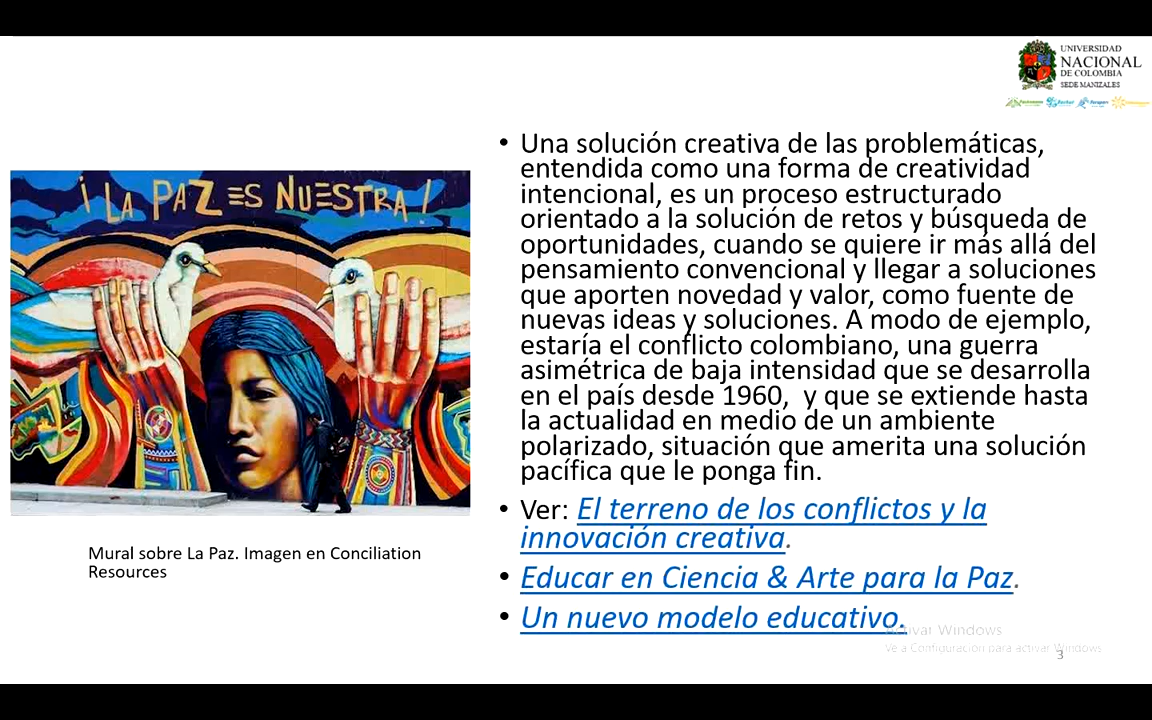 UNIVERSIDAD
NACIONAL
DE COLOMBIA
SEDE MANIZALES
¡LA PAZ ES NUESTRA!
Mural sobre La Paz. Imagen en Conciliation
Resources
• Una solución creativa de las problemáticas,
entendida como una forma de creatividad
intencional, es un proceso estructurado
orientado a la solución de retos y búsqueda de
oportunidades, cuando se quiere ir más allá del
pensamiento convencional y llegar a soluciones
que aporten novedad y valor, como fuente de
nuevas ideas y soluciones. A modo de ejemplo,
estaría el conflicto colombiano, una guerra
asimétrica de baja intensidad que se desarrolla
en el país desde 1960,  y que se extiende hasta
la actualidad en medio de un ambiente
polarizado, situación que amerita una solución
pacífica que le ponga fin.
• Ver: El terreno de los conflictos y la
innovación creativa.
• Educar en Ciencia & Arte para la Paz.
• Un nuevo modelo educativo.
Activar Windows
Ve a Configuración para activar Windows
3